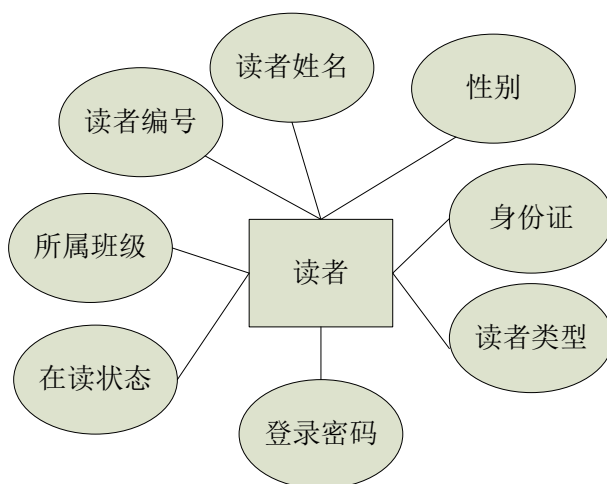 读者姓名
性别
读者编号
身份证
所属班级
读者
读者类型
在读状态
登录密码